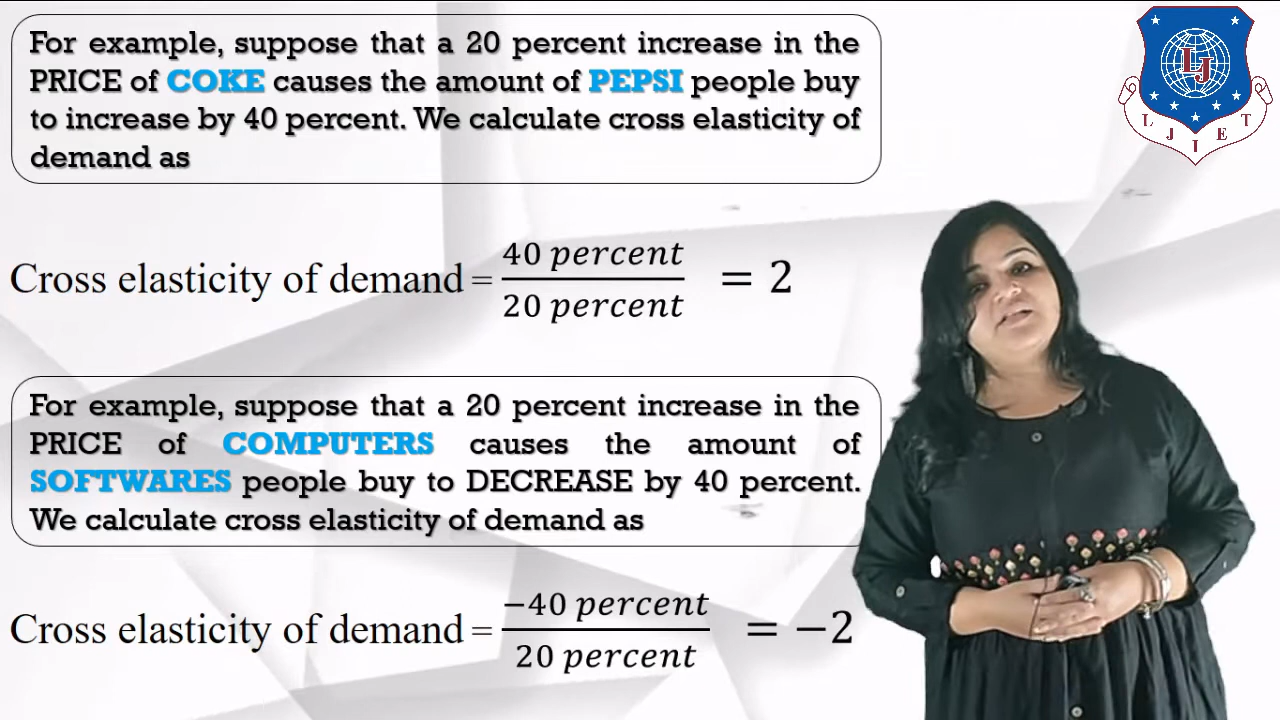 For example, suppose that a 20 percent increase in the
PRICE of COKE causes the amount of PEPSI people buy
to increase by 40 percent. We calculate cross elasticity of
demand as
Cross elasticity of demand = 40 percent / 20 percent = 2
For example, suppose that a 20 percent increase in the
PRICE of COMPUTERS causes the amount of
SOFTWARES people buy to DECREASE by 40 percent.
We calculate cross elasticity of demand as
Cross elasticity of demand = −40 percent / 20 percent = −2
LJ
L J I E T